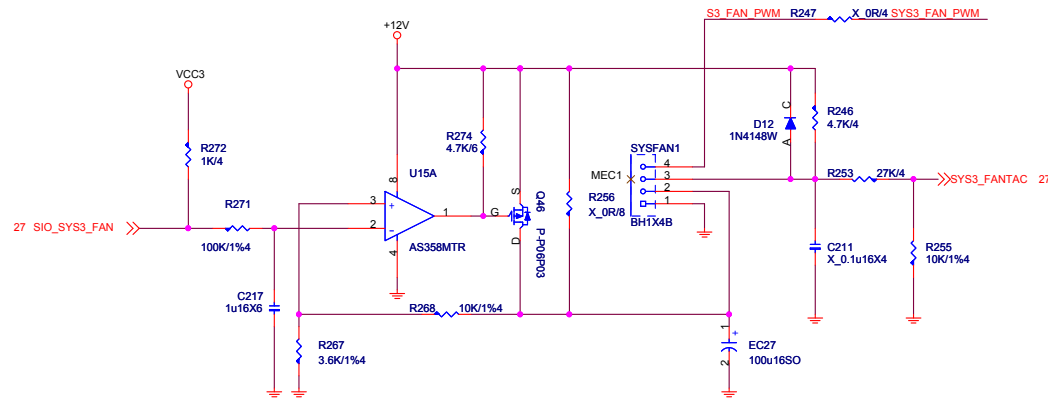 S3_FAN_PWM R247 X_0R/4 SYS3_FAN_PWM
+12V
VCC3
R272
1K/4
R274
4.7K/6
D12
1N4148W
C
A
R246
4.7K/4
SYSFAN1
MEC1
4
3
2
1
BH1X4B
U15A
8
3
+
2
-
1
4
AS358MTR
G
S
D
Q46
P-P06P03
R256
X_0R/8
R253 27K/4
SYS3_FANTAC 27
27 SIO_SYS3_FAN
R271
100K/1%4
C211
X_0.1u16X4
R255
10K/1%4
C217
1u16X6
R268 10K/1%4
R267
3.6K/1%4
1
+
2
EC27
100u16SO